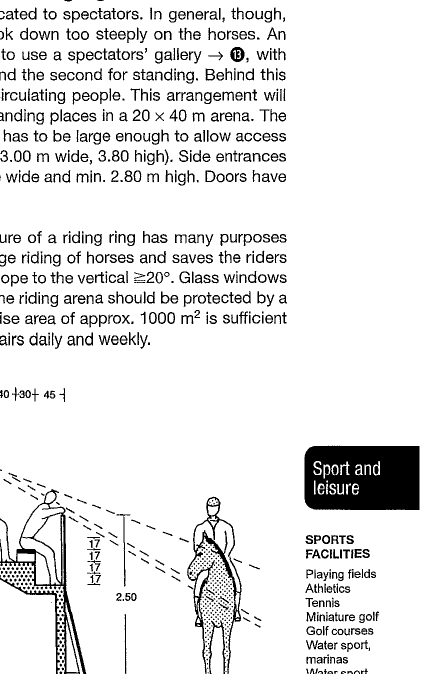 cated to spectators. In general, though,
ok down too steeply on the horses. An
to use a spectators’ gallery → ⓭, with
nd the second for standing. Behind this
irculating people. This arrangement will
anding places in a 20 × 40 m arena. The
has to be large enough to allow access
3.00 m wide, 3.80 high). Side entrances
wide and min. 2.80 m high. Doors have
ure of a riding ring has many purposes
ge riding of horses and saves the riders
ope to the vertical ≧20°. Glass windows
he riding arena should be protected by a
ise area of approx. 1000 m² is sufficient
airs daily and weekly.
40 30 45
Sport and
leisure
17
17
17
17
2.50
SPORTS
FACILITIES
Playing fields
Athletics
Tennis
Miniature golf
Golf courses
Water sport,
marinas
Water sport